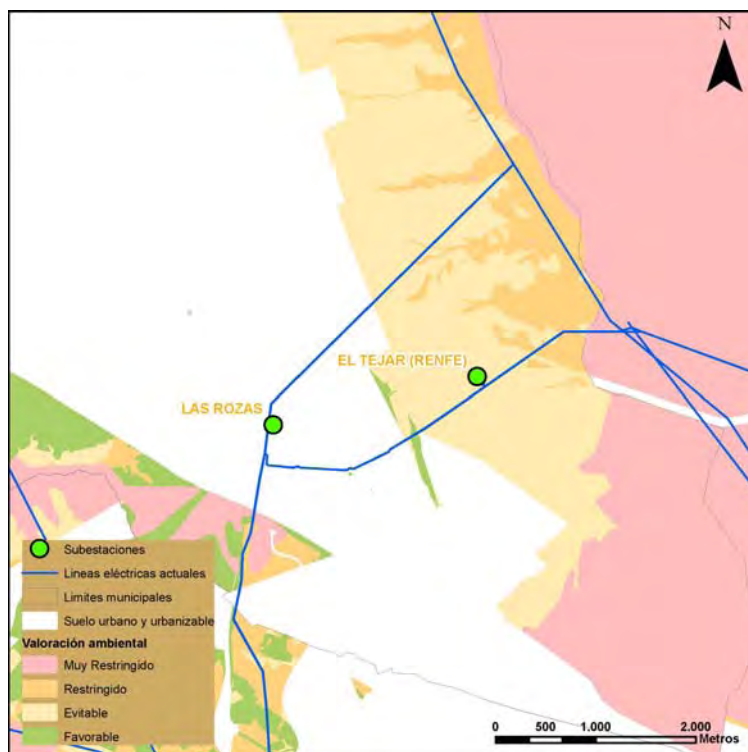 N
EL TEJAR (RENFE)
LAS ROZAS
Subestaciones
Lineas eléctricas actuales
Limites municipales
Suelo urbano y urbanizable
Valoración ambiental
Muy Restringido
Restringido
Evitable
Favorable
0 500 1.000 2.000
Metros